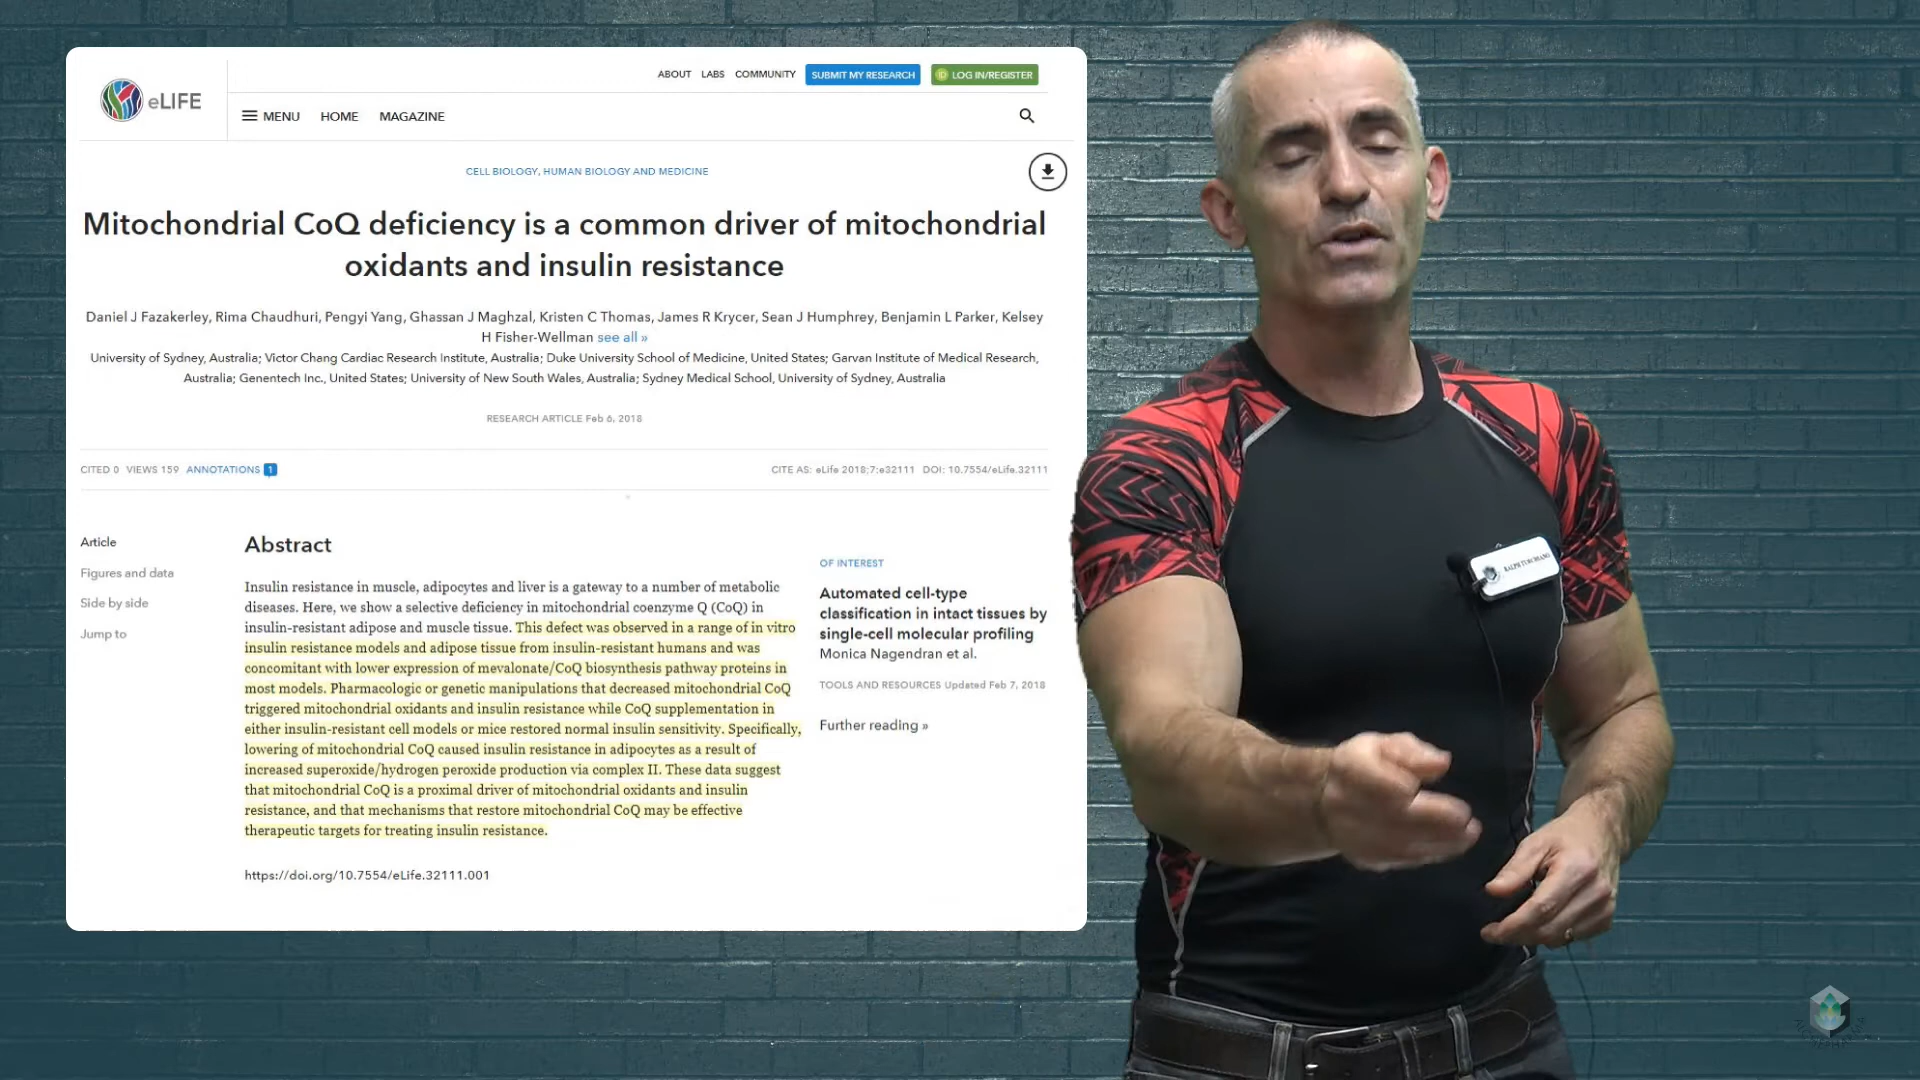 eLIFE
ABOUT LABS COMMUNITY SUBMIT MY RESEARCH LOG IN/REGISTER
MENU HOME MAGAZINE
CELL BIOLOGY, HUMAN BIOLOGY AND MEDICINE
Mitochondrial CoQ deficiency is a common driver of mitochondrial
oxidants and insulin resistance
Daniel J Fazakerley, Rima Chaudhuri, Pengyi Yang, Ghassan J Maghzal, Kristen C Thomas, James R Krycer, Sean J Humphrey, Benjamin L Parker, Kelsey
H Fisher-Wellman see all »
University of Sydney, Australia; Victor Chang Cardiac Research Institute, Australia; Duke University School of Medicine, United States; Garvan Institute of Medical Research,
Australia; Genentech Inc., United States; University of New South Wales, Australia; Sydney Medical School, University of Sydney, Australia
RESEARCH ARTICLE Feb 6, 2018
CITED 0 VIEWS 159 ANNOTATIONS 1
CITE AS: eLife 2018;7:e32111 DOI: 10.7554/eLife.32111
Article
Figures and data
Side by side
Jump to
Abstract
Insulin resistance in muscle, adipocytes and liver is a gateway to a number of metabolic
diseases. Here, we show a selective deficiency in mitochondrial coenzyme Q (CoQ) in
insulin-resistant adipose and muscle tissue. This defect was observed in a range of in vitro
insulin resistance models and adipose tissue from insulin-resistant humans and was
concomitant with lower expression of mevalonate/CoQ biosynthesis pathway proteins in
most models. Pharmacologic or genetic manipulations that decreased mitochondrial CoQ
triggered mitochondrial oxidants and insulin resistance while CoQ supplementation in
either insulin-resistant cell models or mice restored normal insulin sensitivity. Specifically,
lowering of mitochondrial CoQ caused insulin resistance in adipocytes as a result of
increased superoxide/hydrogen peroxide production via complex II. These data suggest
that mitochondrial CoQ is a proximal driver of mitochondrial oxidants and insulin
resistance, and that mechanisms that restore mitochondrial CoQ may be effective
therapeutic targets for treating insulin resistance.
https://doi.org/10.7554/eLife.32111.001
OF INTEREST
Automated cell-type
classification in intact tissues by
single-cell molecular profiling
Monica Nagendran et al.
TOOLS AND RESOURCES Updated Feb 7, 2018
Further reading »
RALPH